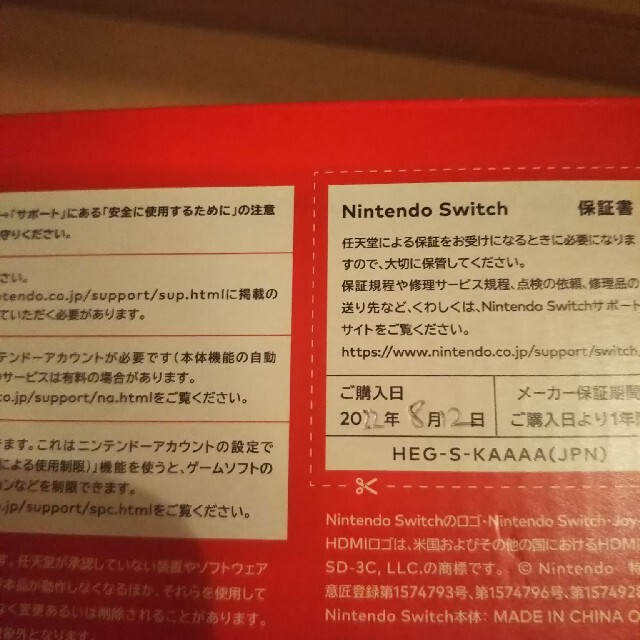 →「サポート」にある「安全に使用するために」の注意
守りください。
さい。
tendo.co.jp/support/sup.htmlに掲載の
ていただく必要があります。
テンドーアカウントが必要です(本体機能の自動
のサービスは有料の場合があります。
co.jp/support/na.htmlをご覧ください。
きます。これはニンテンドーアカウントの設定で
による使用制限)」機能を使うと、ゲームソフトの
ンなどを制限できます。
.jp/support/spc.htmlをご覧ください。
す。任天堂が承認していない装置やソフトウェア
本品が動作しなくなるほか、それらを使用して
なく変更あるいは削除されることがあります。
対象外となります。
Nintendo Switch 保証書
任天堂による保証をお受けになるときに必要になりま
すので、大切に保管してください。
保証規程や修理サービス規程、点検の依頼、修理品の
送り先など、くわしくは、Nintendo Switchサポート
サイトをご覧ください。
https://www.nintendo.co.jp/support/switch
ご購入日
2022年 8月12日
メーカー保証期間
ご購入日より1年間
HEG-S-KAAAA(JPN)
Nintendo Switchのロゴ・Nintendo Switch・Joy
HDMIロゴは、米国およびその他の国におけるHDMI
SD-3C, LLC.の商標です。 © Nintendo 特
意匠登録第1574793号、第1574796号、第1574928
Nintendo Switch本体: MADE IN CHINA